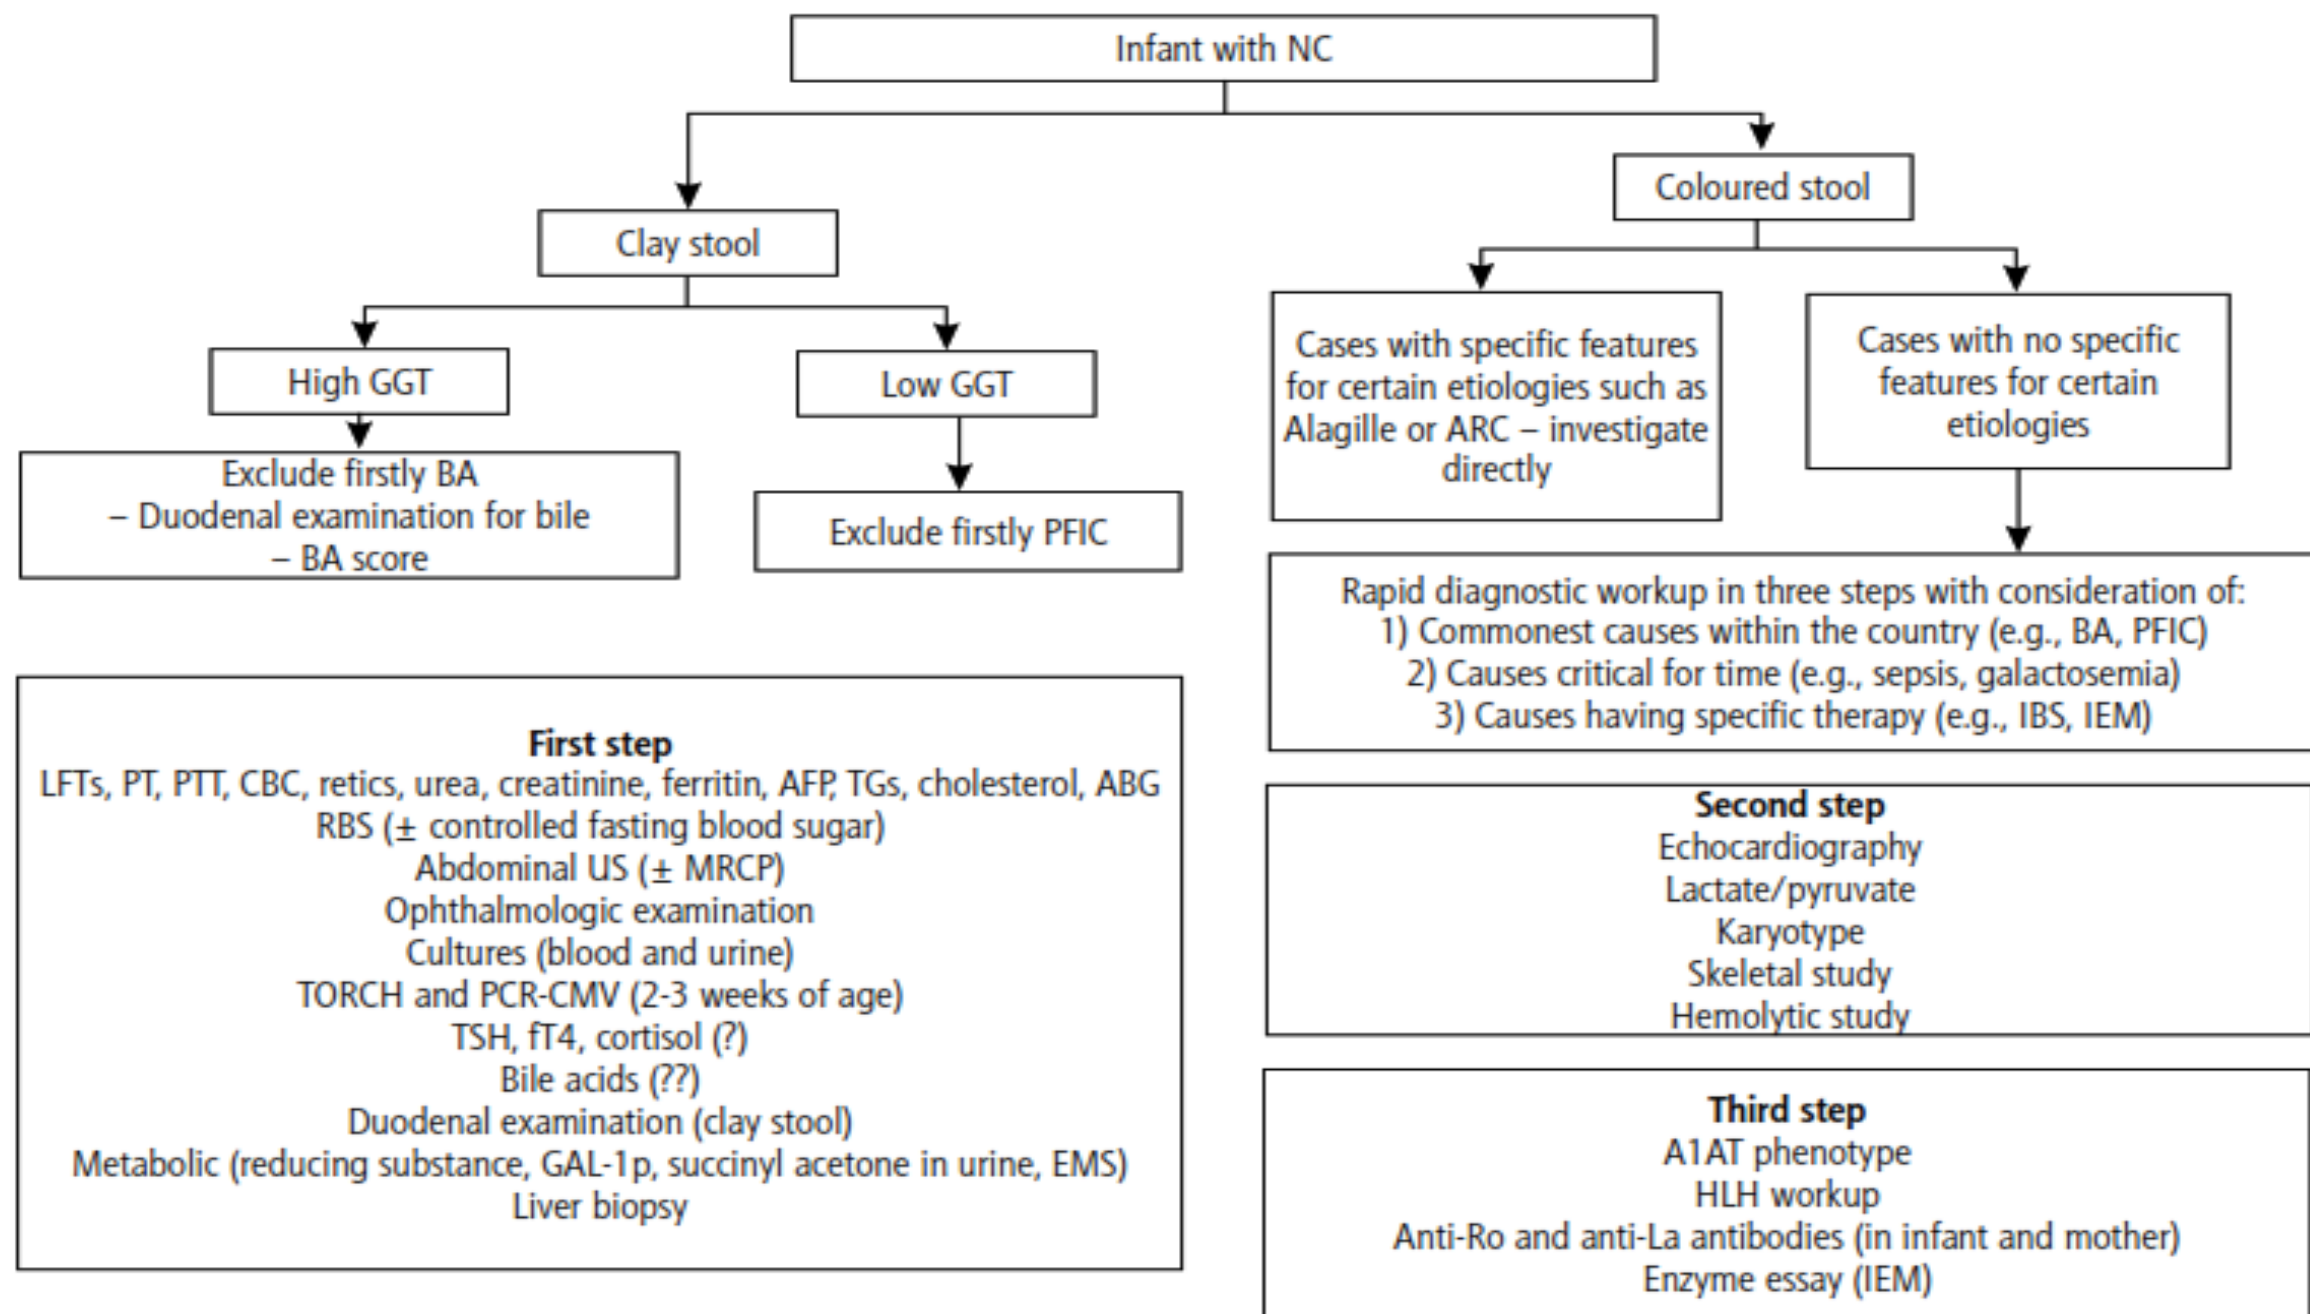 Infant with NC
Clay stool
Coloured stool
High GGT
Low GGT
Exclude firstly BA
– Duodenal examination for bile
– BA score
Exclude firstly PFIC
Cases with specific features
for certain etiologies such as
Alagille or ARC – investigate
directly
Cases with no specific
features for certain
etiologies
Rapid diagnostic workup in three steps with consideration of:
1) Commonest causes within the country (e.g., BA, PFIC)
2) Causes critical for time (e.g., sepsis, galactosemia)
3) Causes having specific therapy (e.g., IBS, IEM)
First step
LFTs, PT, PTT, CBC, retics, urea, creatinine, ferritin, AFP, TGs, cholesterol, ABG
RBS (± controlled fasting blood sugar)
Abdominal US (± MRCP)
Ophthalmologic examination
Cultures (blood and urine)
TORCH and PCR-CMV (2-3 weeks of age)
TSH, fT4, cortisol (?)
Bile acids (??)
Duodenal examination (clay stool)
Metabolic (reducing substance, GAL-1p, succinyl acetone in urine, EMS)
Liver biopsy
Second step
Echocardiography
Lactate/pyruvate
Karyotype
Skeletal study
Hemolytic study
Third step
A1AT phenotype
HLH workup
Anti-Ro and anti-La antibodies (in infant and mother)
Enzyme essay (IEM)